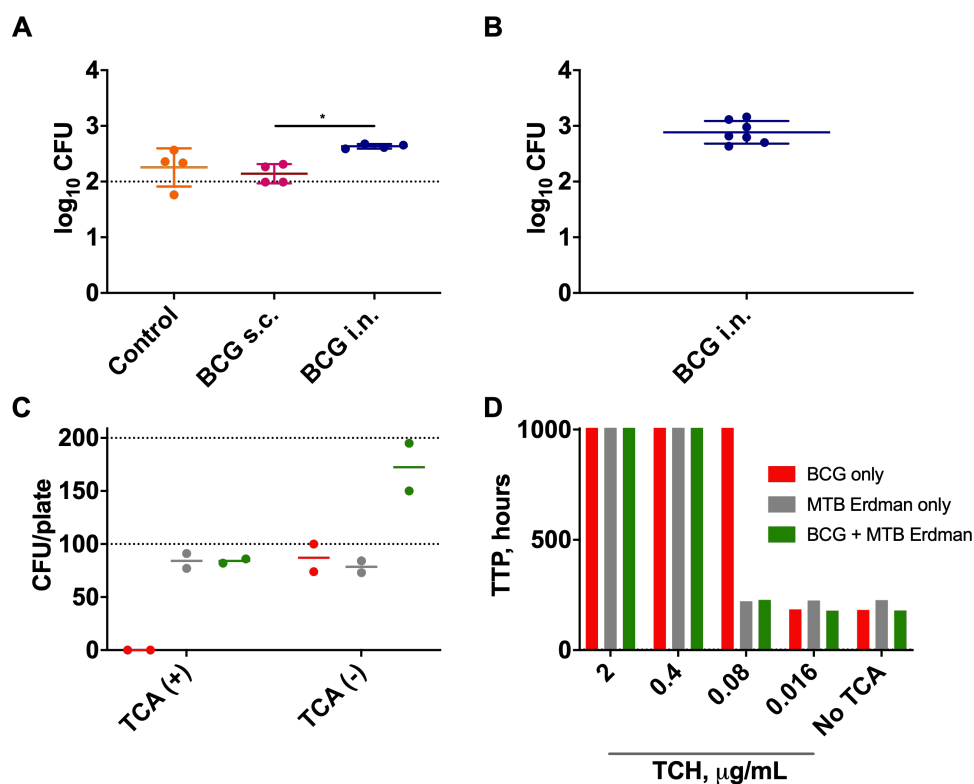 A
log10 CFU
4
3
2
1
0
*
Control
BCG s.c.
BCG i.n.
B
log10 CFU
4
3
2
1
0
BCG i.n.
C
CFU/plate
200
150
100
50
0
TCA (+)
TCA (-)
D
TTP, hours
1000
500
0
BCG only
MTB Erdman only
BCG + MTB Erdman
2
0.4
0.08
0.016
No TCA
TCH, μg/mL